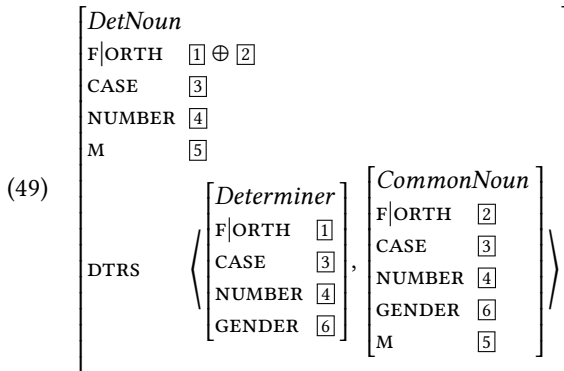 DetNoun
F|ORTH 1 ⊕ 2
CASE 3
NUMBER 4
M 5
(49)
DTRS ⟨ [Determiner F|ORTH 1 CASE 3 NUMBER 4 GENDER 6], [CommonNoun F|ORTH 2 CASE 3 NUMBER 4 GENDER 6 M 5] ⟩